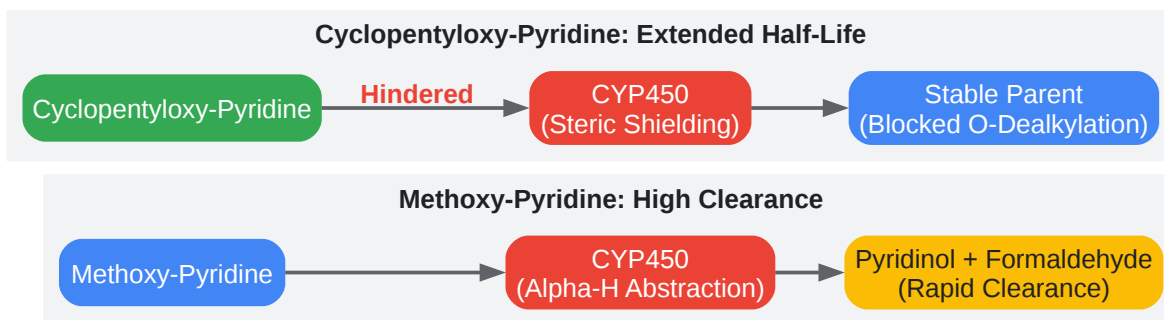 Cyclopentyloxy-Pyridine: Extended Half-Life
Cyclopentyloxy-Pyridine
Hindered
CYP450
(Steric Shielding)
Stable Parent
(Blocked O-Dealkylation)
Methoxy-Pyridine: High Clearance
Methoxy-Pyridine
CYP450
(Alpha-H Abstraction)
Pyridinol + Formaldehyde
(Rapid Clearance)